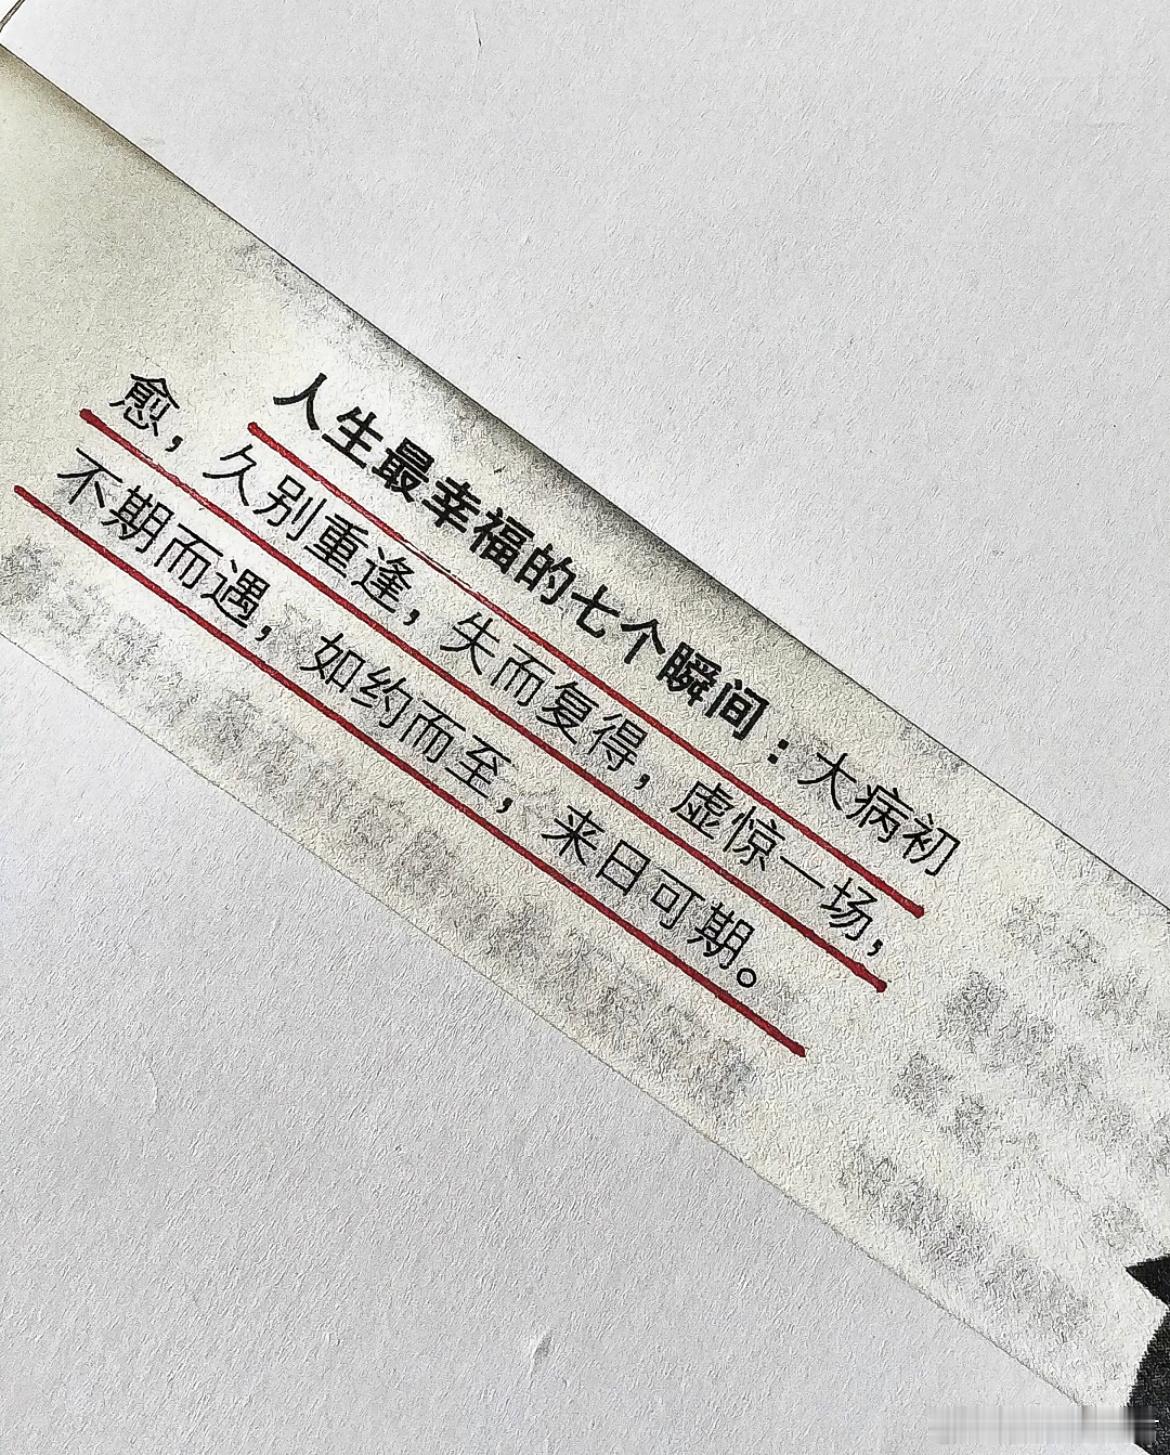 人生最幸福的七个瞬间：大病初
愈，久别重逢，失而复得，虚惊一场，
不期而遇，如约而至，来日可期。